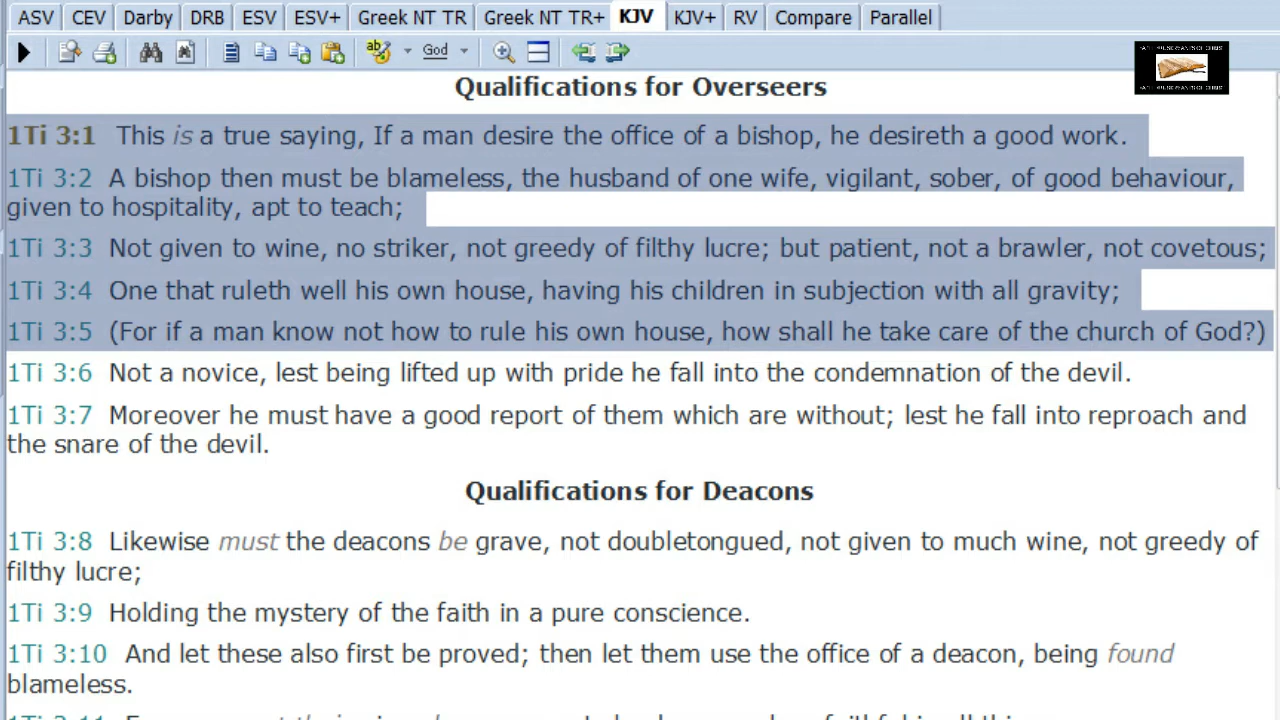 ASV CEV Darby DRB ESV ESV+ Greek NT TR Greek NT TR+ KJV KJV+ RV Compare Parallel
God
Qualifications for Overseers
1Ti 3:1 This is a true saying, If a man desire the office of a bishop, he desireth a good work.
1Ti 3:2 A bishop then must be blameless, the husband of one wife, vigilant, sober, of good behaviour,
given to hospitality, apt to teach;
1Ti 3:3 Not given to wine, no striker, not greedy of filthy lucre; but patient, not a brawler, not covetous;
1Ti 3:4 One that ruleth well his own house, having his children in subjection with all gravity;
1Ti 3:5 (For if a man know not how to rule his own house, how shall he take care of the church of God?)
1Ti 3:6 Not a novice, lest being lifted up with pride he fall into the condemnation of the devil.
1Ti 3:7 Moreover he must have a good report of them which are without; lest he fall into reproach and
the snare of the devil.
Qualifications for Deacons
1Ti 3:8 Likewise must the deacons be grave, not doubletongued, not given to much wine, not greedy of
filthy lucre;
1Ti 3:9 Holding the mystery of the faith in a pure conscience.
1Ti 3:10 And let these also first be proved; then let them use the office of a deacon, being found
blameless.